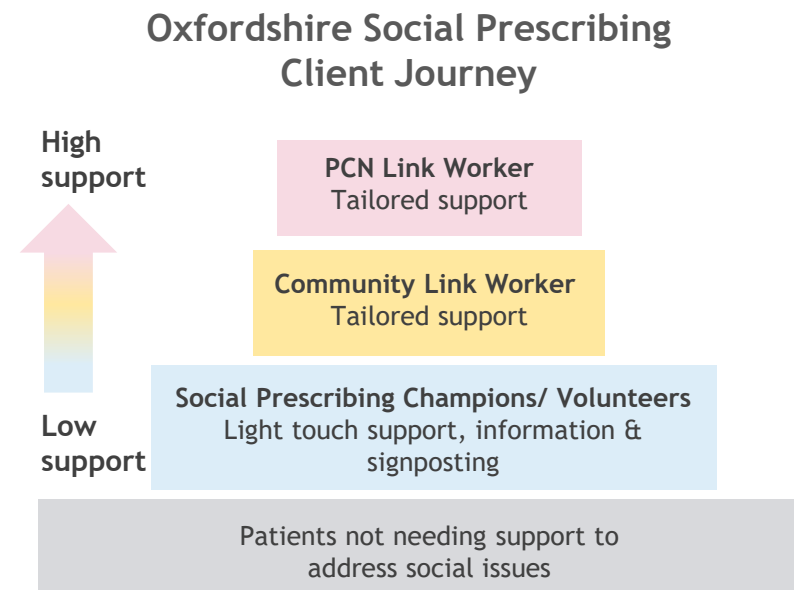 Oxfordshire Social Prescribing
Client Journey
High
support
PCN Link Worker
Tailored support
Community Link Worker
Tailored support
Social Prescribing Champions/ Volunteers
Light touch support, information &
signposting
Low
support
Patients not needing support to
address social issues